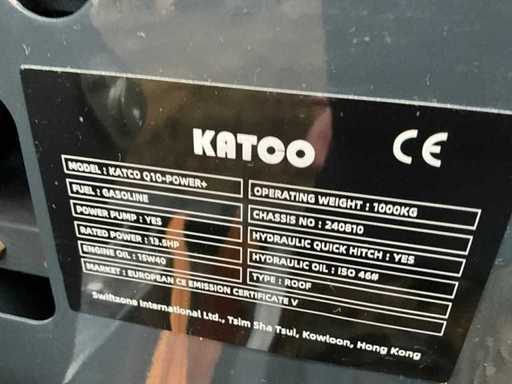 KATCO CE
MODEL : KATCO Q10-POWER+
FUEL : GASOLINE
POWER PUMP : YES
RATED POWER : 13.5HP
ENGINE OIL : 15W40
MARKET : EUROPEAN CE EMISSION CERTIFICATE V
OPERATING WEIGHT : 1000KG
CHASSIS NO : 240810
HYDRAULIC QUICK HITCH : YES
HYDRAULIC OIL : ISO 46#
TYPE : ROOF
Swiftzone International Ltd., Tsim Sha Tsui, Kowloon, Hong Kong